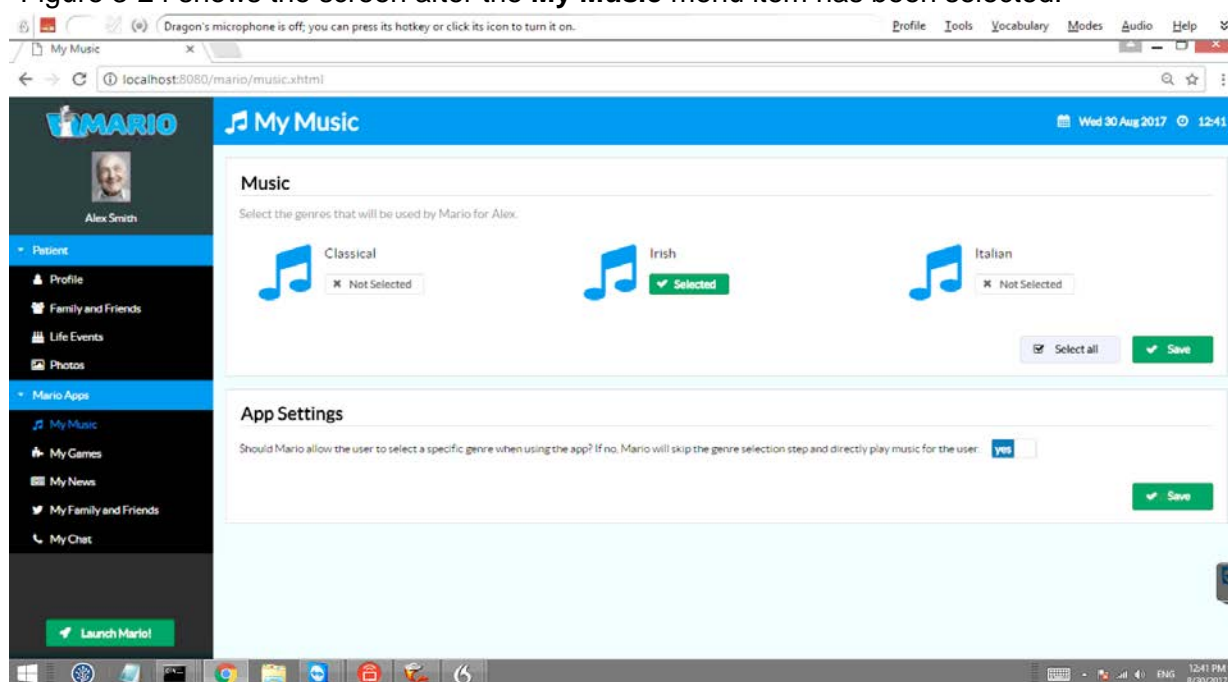 Figure 3-24 shows the screen after the My Music menu item has been selected.
Dragon's microphone is off; you can press its hotkey or click its icon to turn it on. Profile Tools Vocabulary Modes Audio Help
My Music
localhost:8080/mario/music.xhtml
MARIO
My Music
Wed 30 Aug 2017 12:41
Alex Smith
Patient
Profile
Family and Friends
Life Events
Photos
Mario Apps
My Music
My Games
My News
My Family and Friends
My Chat
Launch Mario!
Music
Select the genres that will be used by Mario for Alex.
Classical
Not Selected
Irish
Selected
Italian
Not Selected
Select all
Save
App Settings
Should Mario allow the user to select a specific genre when using the app? If no, Mario will skip the genre selection step and directly play music for the user. yes
Save
ENG
12:41 PM
8/30/2017